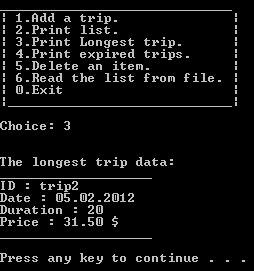 1.Add a trip.
2.Print list.
3.Print Longest trip.
4.Print expired trips.
5.Delete an item.
6.Read the list from file.
0.Exit
Choice: 3
The longest trip data:
ID : trip2
Date : 05.02.2012
Duration : 20
Price : 31.50 $
Press any key to continue . . .